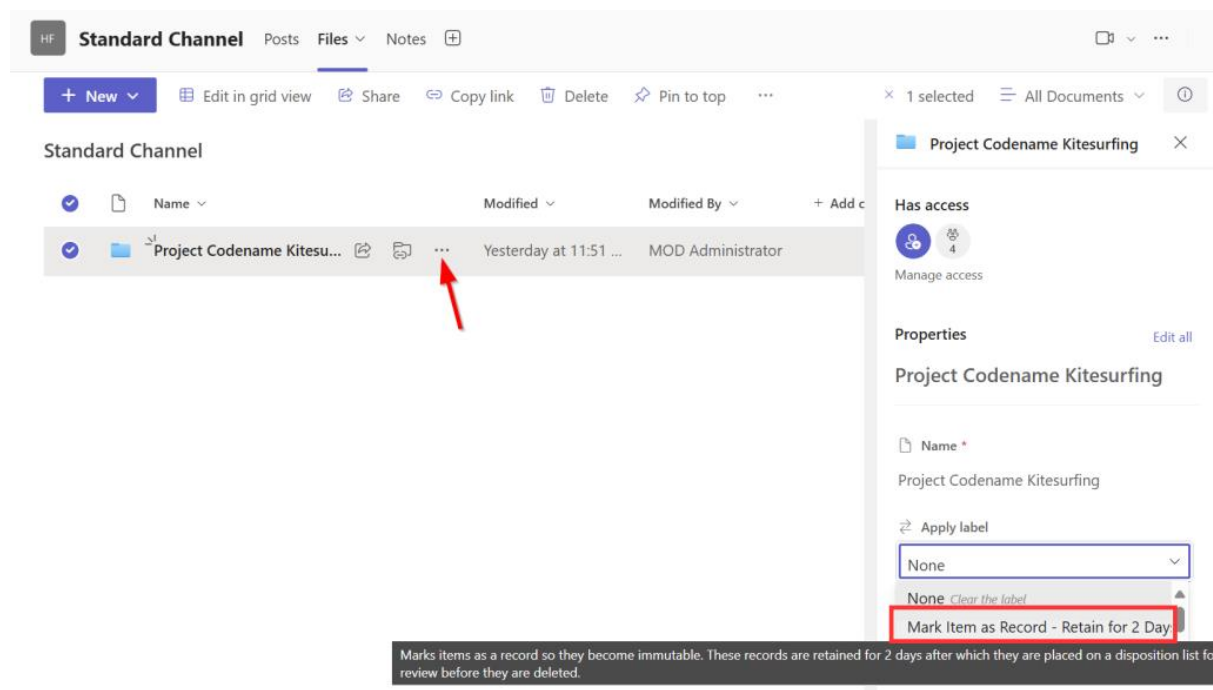 HF Standard Channel Posts Files Notes
New Edit in grid view Share Copy link Delete Pin to top ... 1 selected All Documents
Project Codename Kitesurfing
Standard Channel
Name Modified Modified By + Add c
Has access
Project Codename Kitesu... ... Yesterday at 11:51 ... MOD Administrator
4
Manage access
Properties Edit all
Project Codename Kitesurfing
Name *
Project Codename Kitesurfing
Apply label
None
None Clear the label
Mark Item as Record - Retain for 2 Day
Marks items as a record so they become immutable. These records are retained for 2 days after which they are placed on a disposition list fo
review before they are deleted.